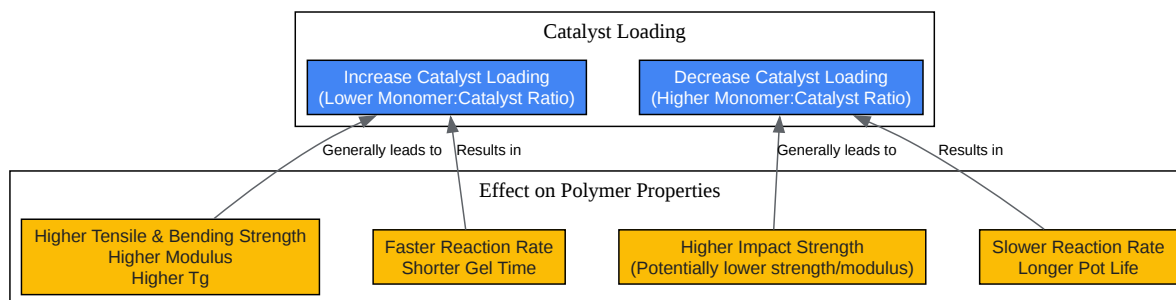 Catalyst Loading
Increase Catalyst Loading
(Lower Monomer:Catalyst Ratio)
Decrease Catalyst Loading
(Higher Monomer:Catalyst Ratio)
Generally leads to
Results in
Generally leads to
Results in
Effect on Polymer Properties
Higher Tensile & Bending Strength
Higher Modulus
Higher Tg
Faster Reaction Rate
Shorter Gel Time
Higher Impact Strength
(Potentially lower strength/modulus)
Slower Reaction Rate
Longer Pot Life